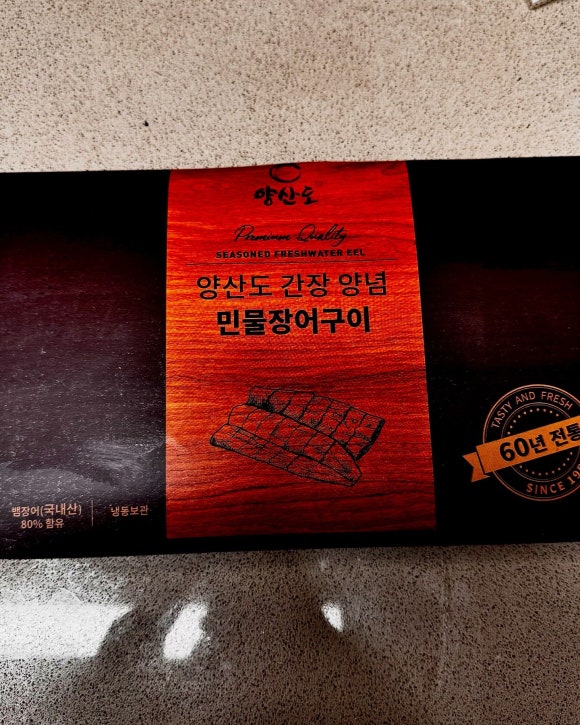 양산도
Premium Quality
SEASONED FRESHWATER EEL
양산도 간장 양념
민물장어구이
TASTY AND FRESH
60년 전통
SINCE 19
뱀장어(국내산)
80% 함유
냉동보관